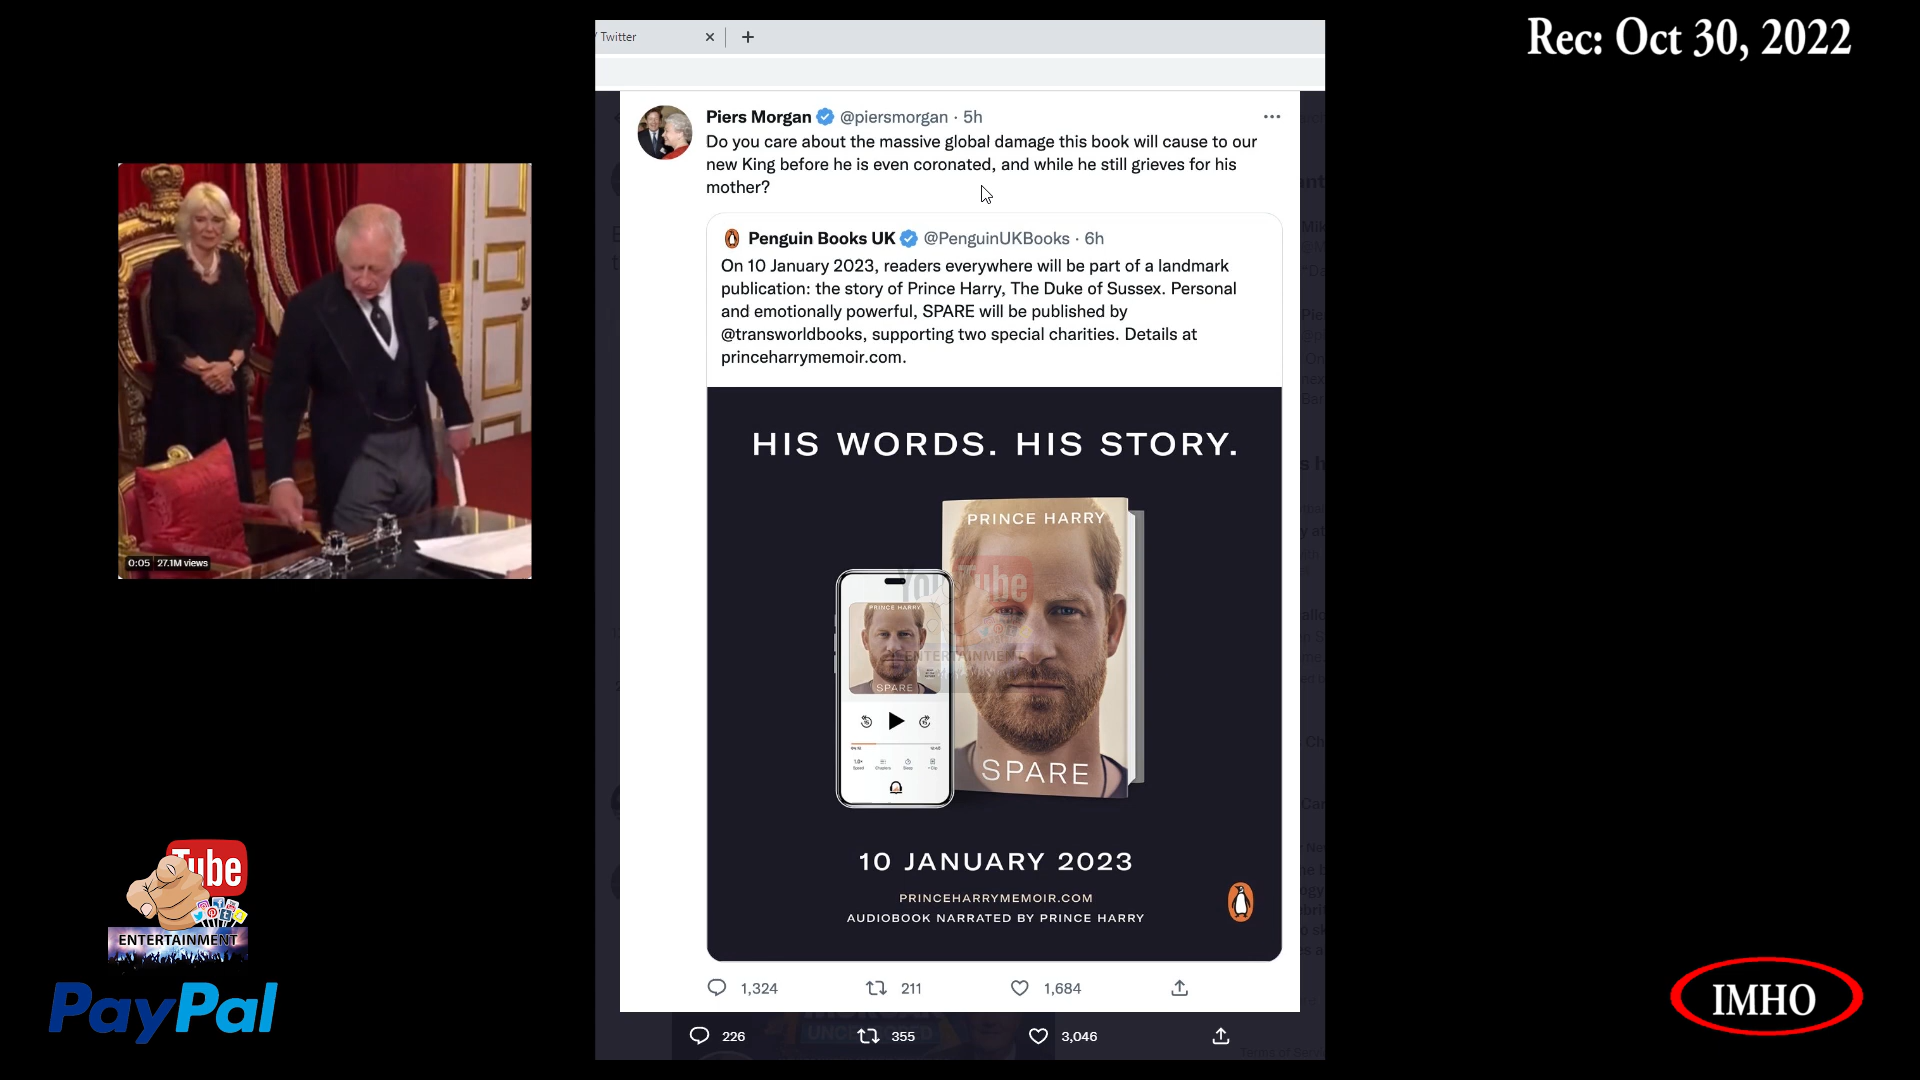 Rec: Oct 30, 2022
/ Twitter
Piers Morgan @piersmorgan · 5h
Do you care about the massive global damage this book will cause to our
new King before he is even coronated, and while he still grieves for his
mother?
Penguin Books UK @PenguinUKBooks · 6h
On 10 January 2023, readers everywhere will be part of a landmark
publication: the story of Prince Harry, The Duke of Sussex. Personal
and emotionally powerful, SPARE will be published by
@transworldbooks, supporting two special charities. Details at
princeharrymemoir.com.
HIS WORDS. HIS STORY.
PRINCE HARRY
SPARE
PRINCE HARRY
SPARE
YouTube
ENTERTAINMENT
10 JANUARY 2023
PRINCEHARRYMEMOIR.COM
AUDIOBOOK NARRATED BY PRINCE HARRY
1,324 211 1,684
226 355 3,046
0:05 27.1M views
Tube
ENTERTAINMENT
PayPal
IMHO